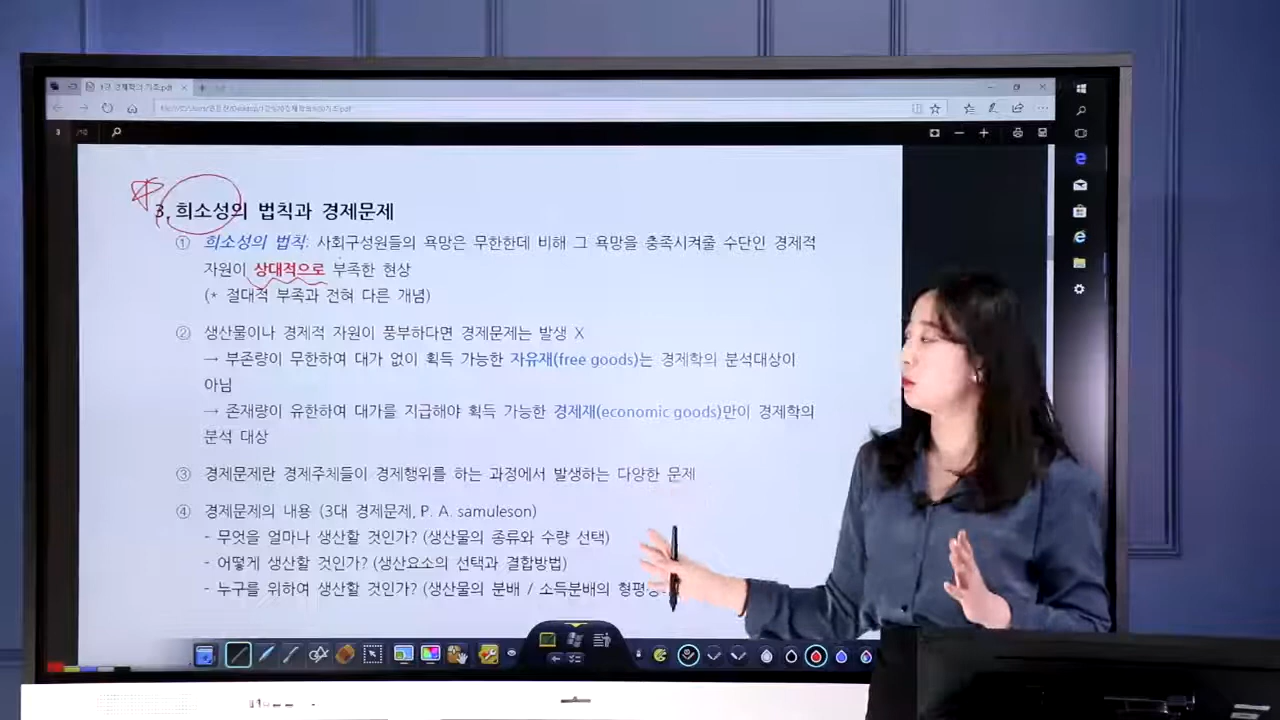 1강 경제학의 기초.pdf
3 /10
3. 희소성의 법칙과 경제문제
① 희소성의 법칙: 사회구성원들의 욕망은 무한한데 비해 그 욕망을 충족시켜줄 수단인 경제적
자원이 상대적으로 부족한 현상
(* 절대적 부족과 전혀 다른 개념)
② 생산물이나 경제적 자원이 풍부하다면 경제문제는 발생 X
→ 부존량이 무한하여 대가 없이 획득 가능한 자유재(free goods)는 경제학의 분석대상이
아님
→ 존재량이 유한하여 대가를 지급해야 획득 가능한 경제재(economic goods)만이 경제학의
분석 대상
③ 경제문제란 경제주체들이 경제행위를 하는 과정에서 발생하는 다양한 문제
④ 경제문제의 내용 (3대 경제문제, P. A. samuleson)
- 무엇을 얼마나 생산할 것인가? (생산물의 종류와 수량 선택)
- 어떻게 생산할 것인가? (생산요소의 선택과 결합방법)
- 누구를 위하여 생산할 것인가? (생산물의 분배 / 소득분배의